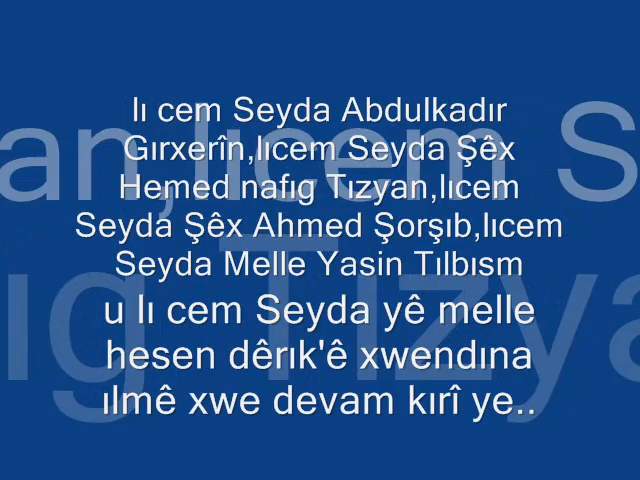 lı cem Seyda Abdulkadır
Gırxerîn,lıcem Seyda Şêx
Hemed nafıg Tızyan,lıcem
Seyda Şêx Ahmed Şorşıb,lıcem
Seyda Melle Yasin Tılbısm
u lı cem Seyda yê melle
hesen dêrık'ê xwendına
ılmê xwe devam kırî ye..